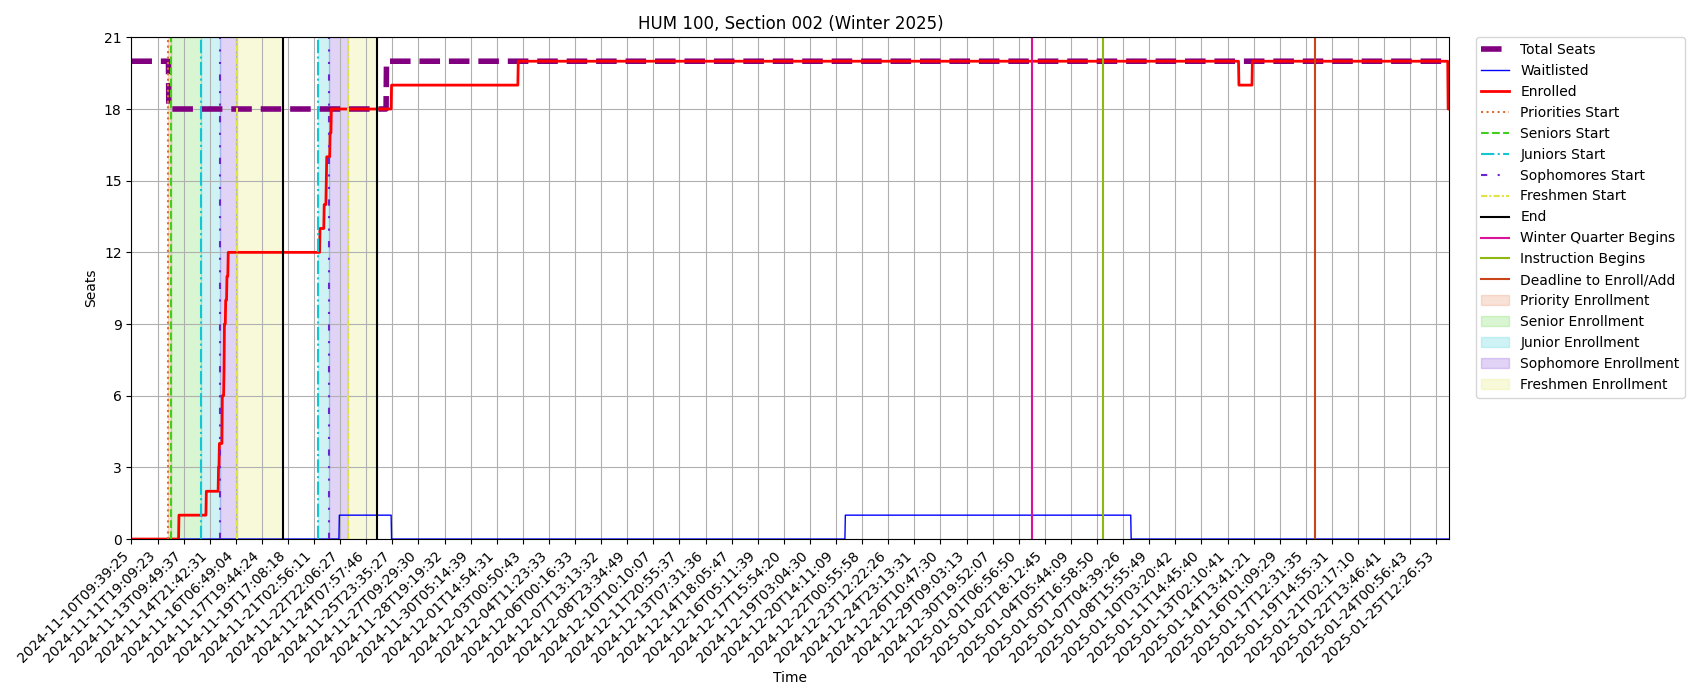 HUM 100, Section 002 (Winter 2025)
21
18
15
12
9
6
3
0
Seats
2024-11-10T09:39:25
2024-11-11T19:09:23
2024-11-13T09:49:37
2024-11-14T21:42:31
2024-11-16T06:49:04
2024-11-17T19:44:24
2024-11-19T17:08:18
2024-11-21T02:56:11
2024-11-22T22:06:27
2024-11-24T07:57:46
2024-11-25T23:35:27
2024-11-27T09:29:30
2024-11-28T19:19:32
2024-11-30T05:14:39
2024-12-01T14:54:31
2024-12-03T00:50:43
2024-12-04T11:23:33
2024-12-06T00:16:33
2024-12-07T13:13:32
2024-12-08T23:34:49
2024-12-10T10:10:07
2024-12-11T20:55:37
2024-12-13T07:31:36
2024-12-14T18:05:47
2024-12-16T05:11:39
2024-12-17T15:54:20
2024-12-19T03:04:30
2024-12-20T14:11:09
2024-12-22T00:55:58
2024-12-23T12:22:26
2024-12-24T23:13:31
2024-12-26T10:47:30
2024-12-29T09:03:13
2024-12-30T19:52:07
2025-01-01T06:56:50
2025-01-02T18:12:45
2025-01-04T05:44:09
2025-01-05T16:58:50
2025-01-07T04:39:26
2025-01-08T15:55:49
2025-01-10T03:20:42
2025-01-11T14:45:40
2025-01-13T02:10:41
2025-01-14T13:41:21
2025-01-16T01:09:29
2025-01-17T12:31:35
2025-01-19T14:55:31
2025-01-21T02:17:10
2025-01-22T13:46:41
2025-01-24T00:56:43
2025-01-25T12:26:53
Time
Total Seats
Waitlisted
Enrolled
Priorities Start
Seniors Start
Juniors Start
Sophomores Start
Freshmen Start
End
Winter Quarter Begins
Instruction Begins
Deadline to Enroll/Add
Priority Enrollment
Senior Enrollment
Junior Enrollment
Sophomore Enrollment
Freshmen Enrollment